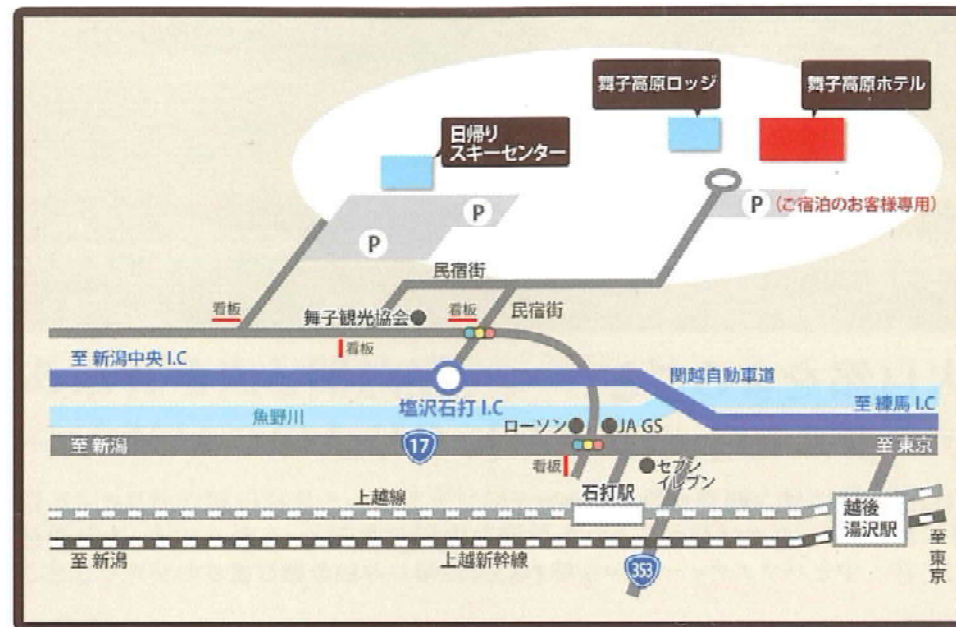 舞子高原ロッジ
舞子高原ホテル
日帰り
スキーセンター
P
P
P
(ご宿泊のお客様専用)
民宿街
看板
舞子観光協会
看板
民宿街
看板
至 新潟中央 I.C
関越自動車道
塩沢石打 I.C
魚野川
至 練馬 I.C
ローソン
JA GS
至 新潟
17
至 東京
看板
セブン
イレブン
石打駅
上越線
越後
湯沢駅
至 新潟
上越新幹線
353
至東京